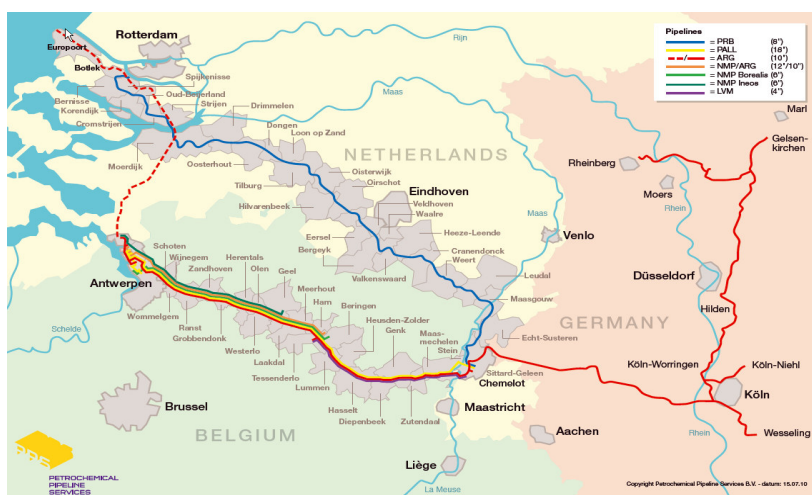 Pipelines
= PRB (8")
= PALL (16")
= ARG (10")
= NMP/ARG (12"/10")
= NMP Borealis (6")
= NMP Ineos (6")
= LVM (4")
Europoort
Rotterdam
Botlek
Spijkenisse
Rijn
Bernisse
Oud-Beijerland
Korendijk
Strijen
Cromstrijen
Drimmelen
Maas
Marl
Dongen
Loon op Zand
Gelsen-
kirchen
Moerdijk
NETHERLANDS
Rheinberg
Oosterhout
Oisterwijk
Oirschot
Tilburg
Eindhoven
Moers
Hilvarenbeek
Veldhoven
Waalre
Maas
Rhein
Eersel
Heeze-Leende
Venlo
Schoten
Bergeyk
Cranendonck
Wijnegem
Herentals
Weert
Zandhoven
Olen
Geel
Valkenswaard
Leudal
Düsseldorf
Antwerpen
Meerhout
Maasgouw
Ham
Beringen
Hilden
Wommelgem
Heusden-Zolder
GERMANY
Schelde
Ranst
Genk
Maas-
mechelen
Echt-Susteren
Grobbendonk
Stein
Westerlo
Sittard-Geleen
Köln-Worringen
Köln-Niehl
Laakdal
Tessenderlo
Chemelot
Lummen
Köln
Brussel
Hasselt
Maastricht
Diepenbeek
Zutendaal
Rhein
Wesseling
BELGIUM
Aachen
PPS
Liège
PETROCHEMICAL
PIPELINE
SERVICES
La Meuse
Copyright Petrochemical Pipeline Services B.V. - datum: 15.07.10